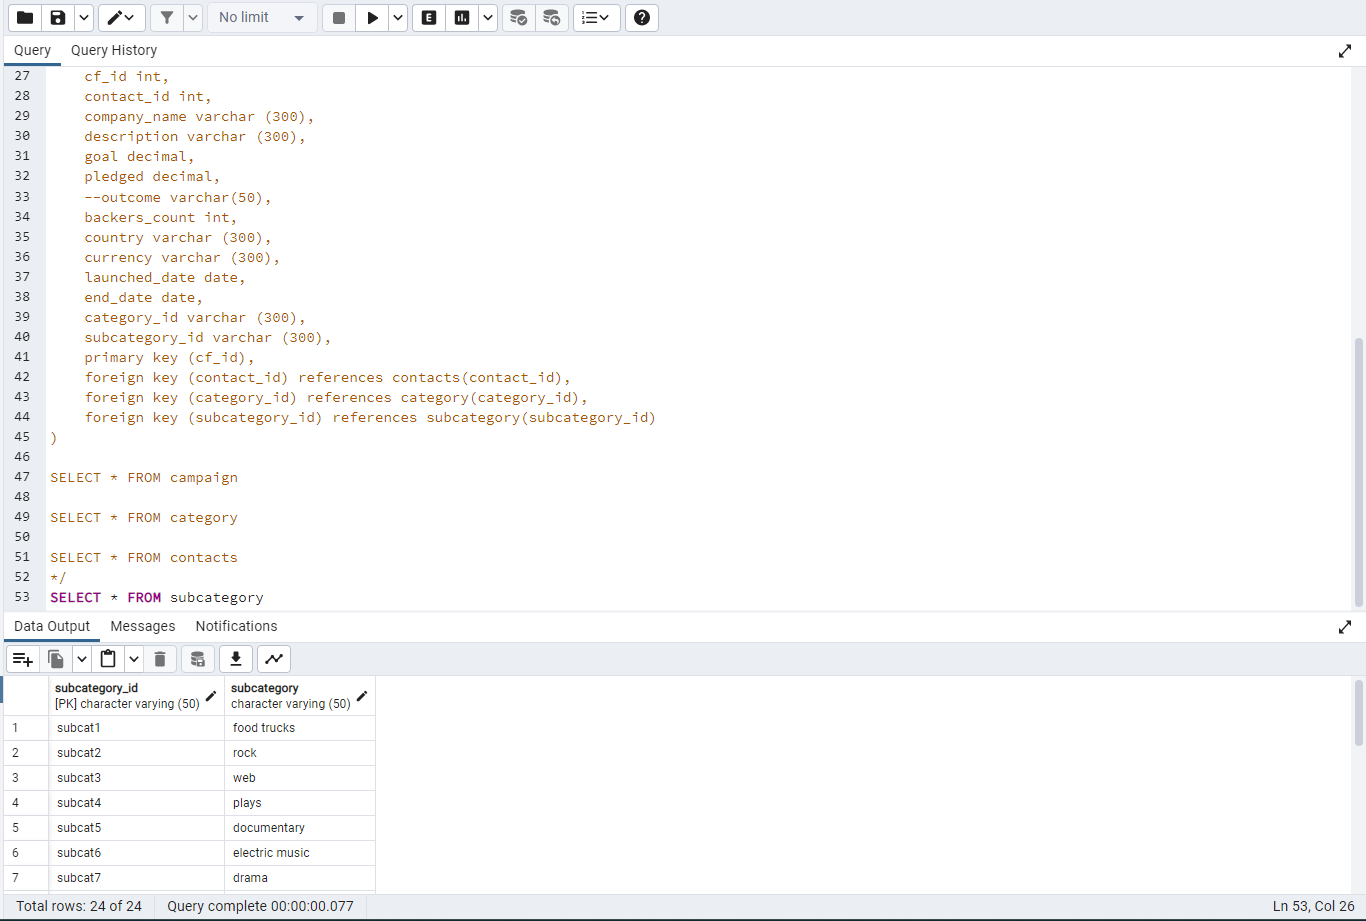 No limit
E
Query Query History
27 cf_id int,
28 contact_id int,
29 company_name varchar (300),
30 description varchar (300),
31 goal decimal,
32 pledged decimal,
33 --outcome varchar(50),
34 backers_count int,
35 country varchar (300),
36 currency varchar (300),
37 launched_date date,
38 end_date date,
39 category_id varchar (300),
40 subcategory_id varchar (300),
41 primary key (cf_id),
42 foreign key (contact_id) references contacts(contact_id),
43 foreign key (category_id) references category(category_id),
44 foreign key (subcategory_id) references subcategory(subcategory_id)
45 )
46
47 SELECT * FROM campaign
48
49 SELECT * FROM category
50
51 SELECT * FROM contacts
52 */
53 SELECT * FROM subcategory
Data Output Messages Notifications
subcategory_id subcategory
[PK] character varying (50) character varying (50)
1 subcat1 food trucks
2 subcat2 rock
3 subcat3 web
4 subcat4 plays
5 subcat5 documentary
6 subcat6 electric music
7 subcat7 drama
Total rows: 24 of 24 Query complete 00:00:00.077 Ln 53, Col 26